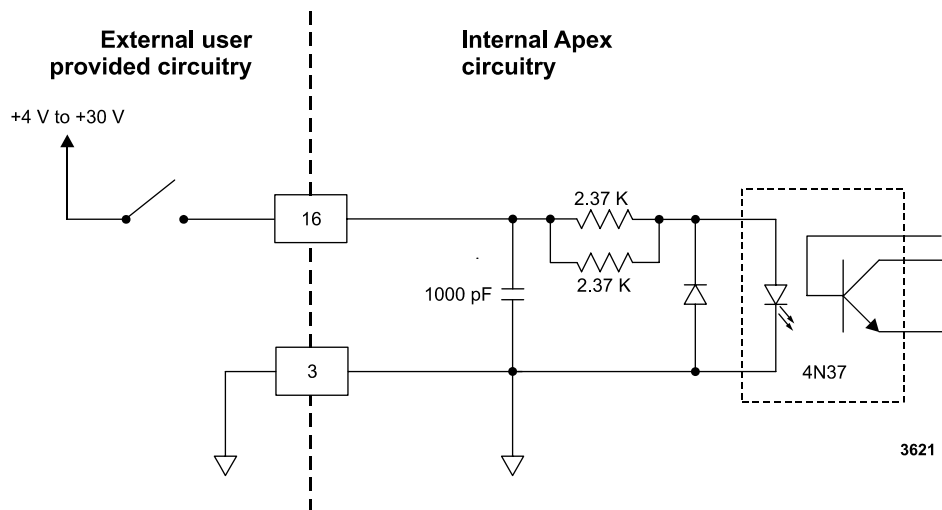 External user
provided circuitry
Internal Apex
circuitry
+4 V to +30 V
16
2.37 K
2.37 K
1000 pF
3
4N37
3621